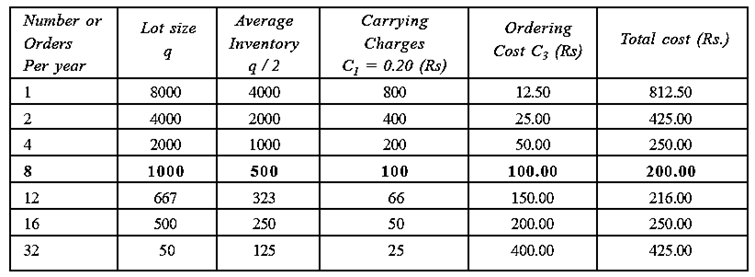 Number or Orders Per year | Lot size q | Average Inventory q / 2 | Carrying Charges C1 = 0.20 (Rs) | Ordering Cost C3 (Rs) | Total cost (Rs.)
1 | 8000 | 4000 | 800 | 12.50 | 812.50
2 | 4000 | 2000 | 400 | 25.00 | 425.00
4 | 2000 | 1000 | 200 | 50.00 | 250.00
8 | 1000 | 500 | 100 | 100.00 | 200.00
12 | 667 | 323 | 66 | 150.00 | 216.00
16 | 500 | 250 | 50 | 200.00 | 250.00
32 | 50 | 125 | 25 | 400.00 | 425.00